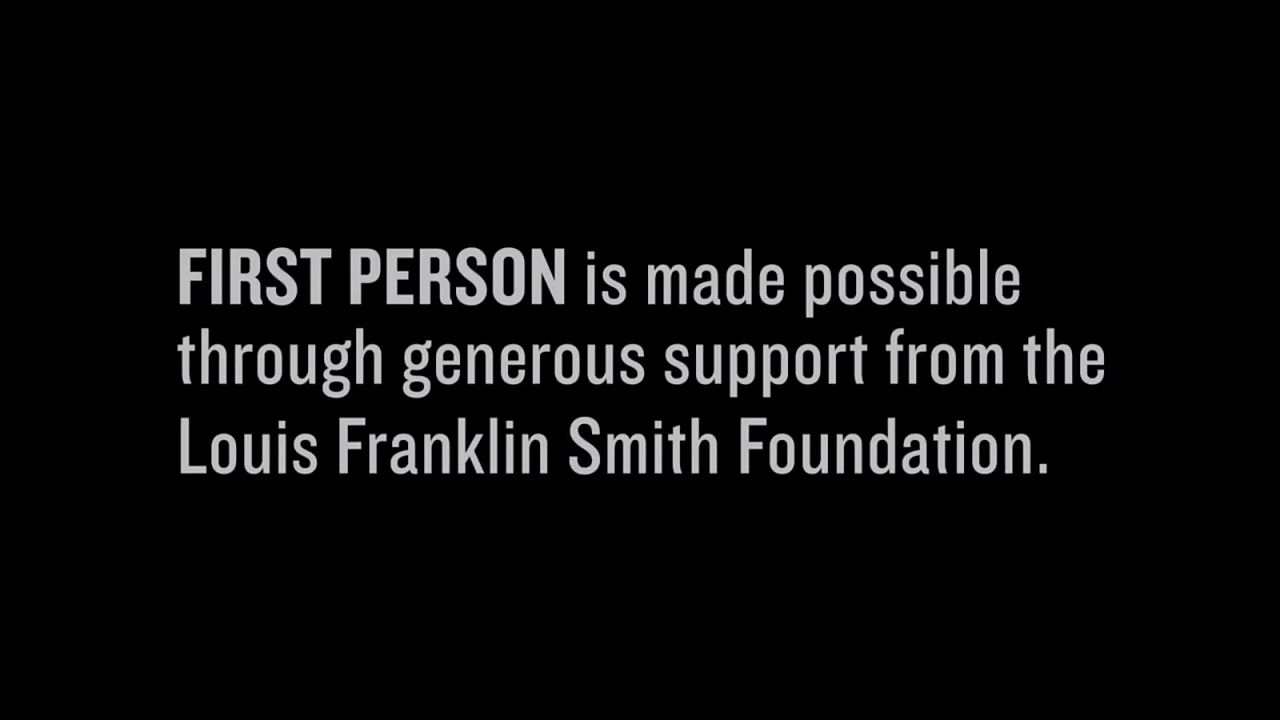 FIRST PERSON is made possible
through generous support from the
Louis Franklin Smith Foundation.